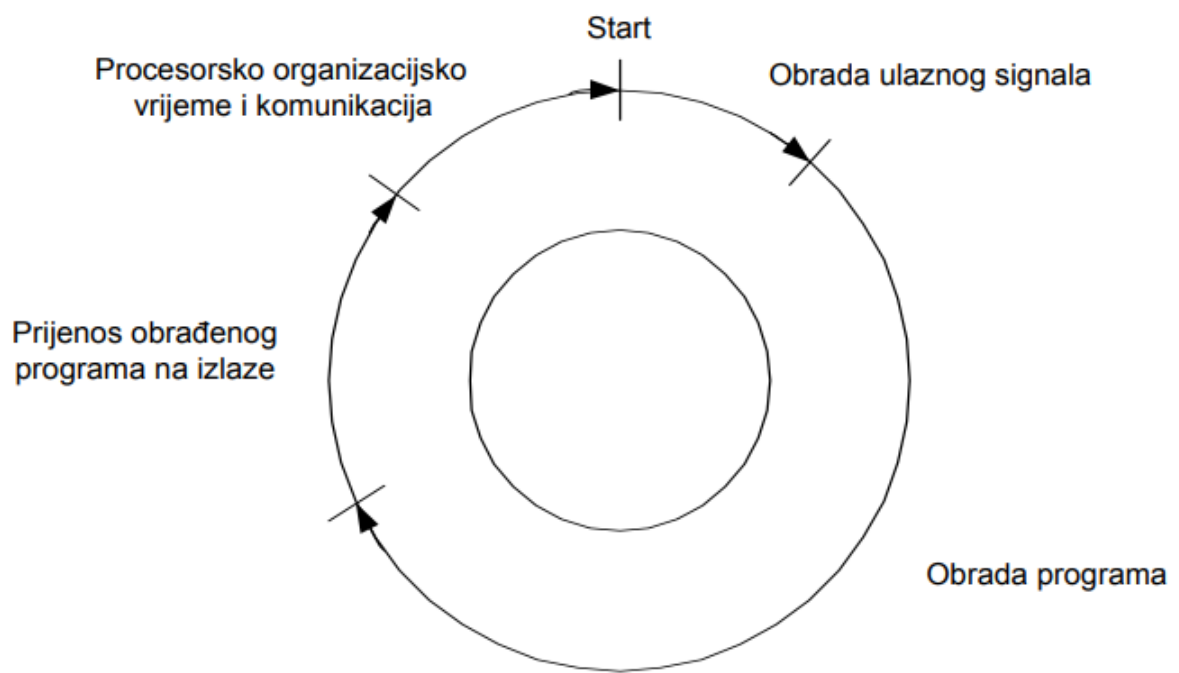 Start
Obrada ulaznog signala
Procesorsko organizacijsko
vrijeme i komunikacija
Prijenos obrađenog
programa na izlaze
Obrada programa